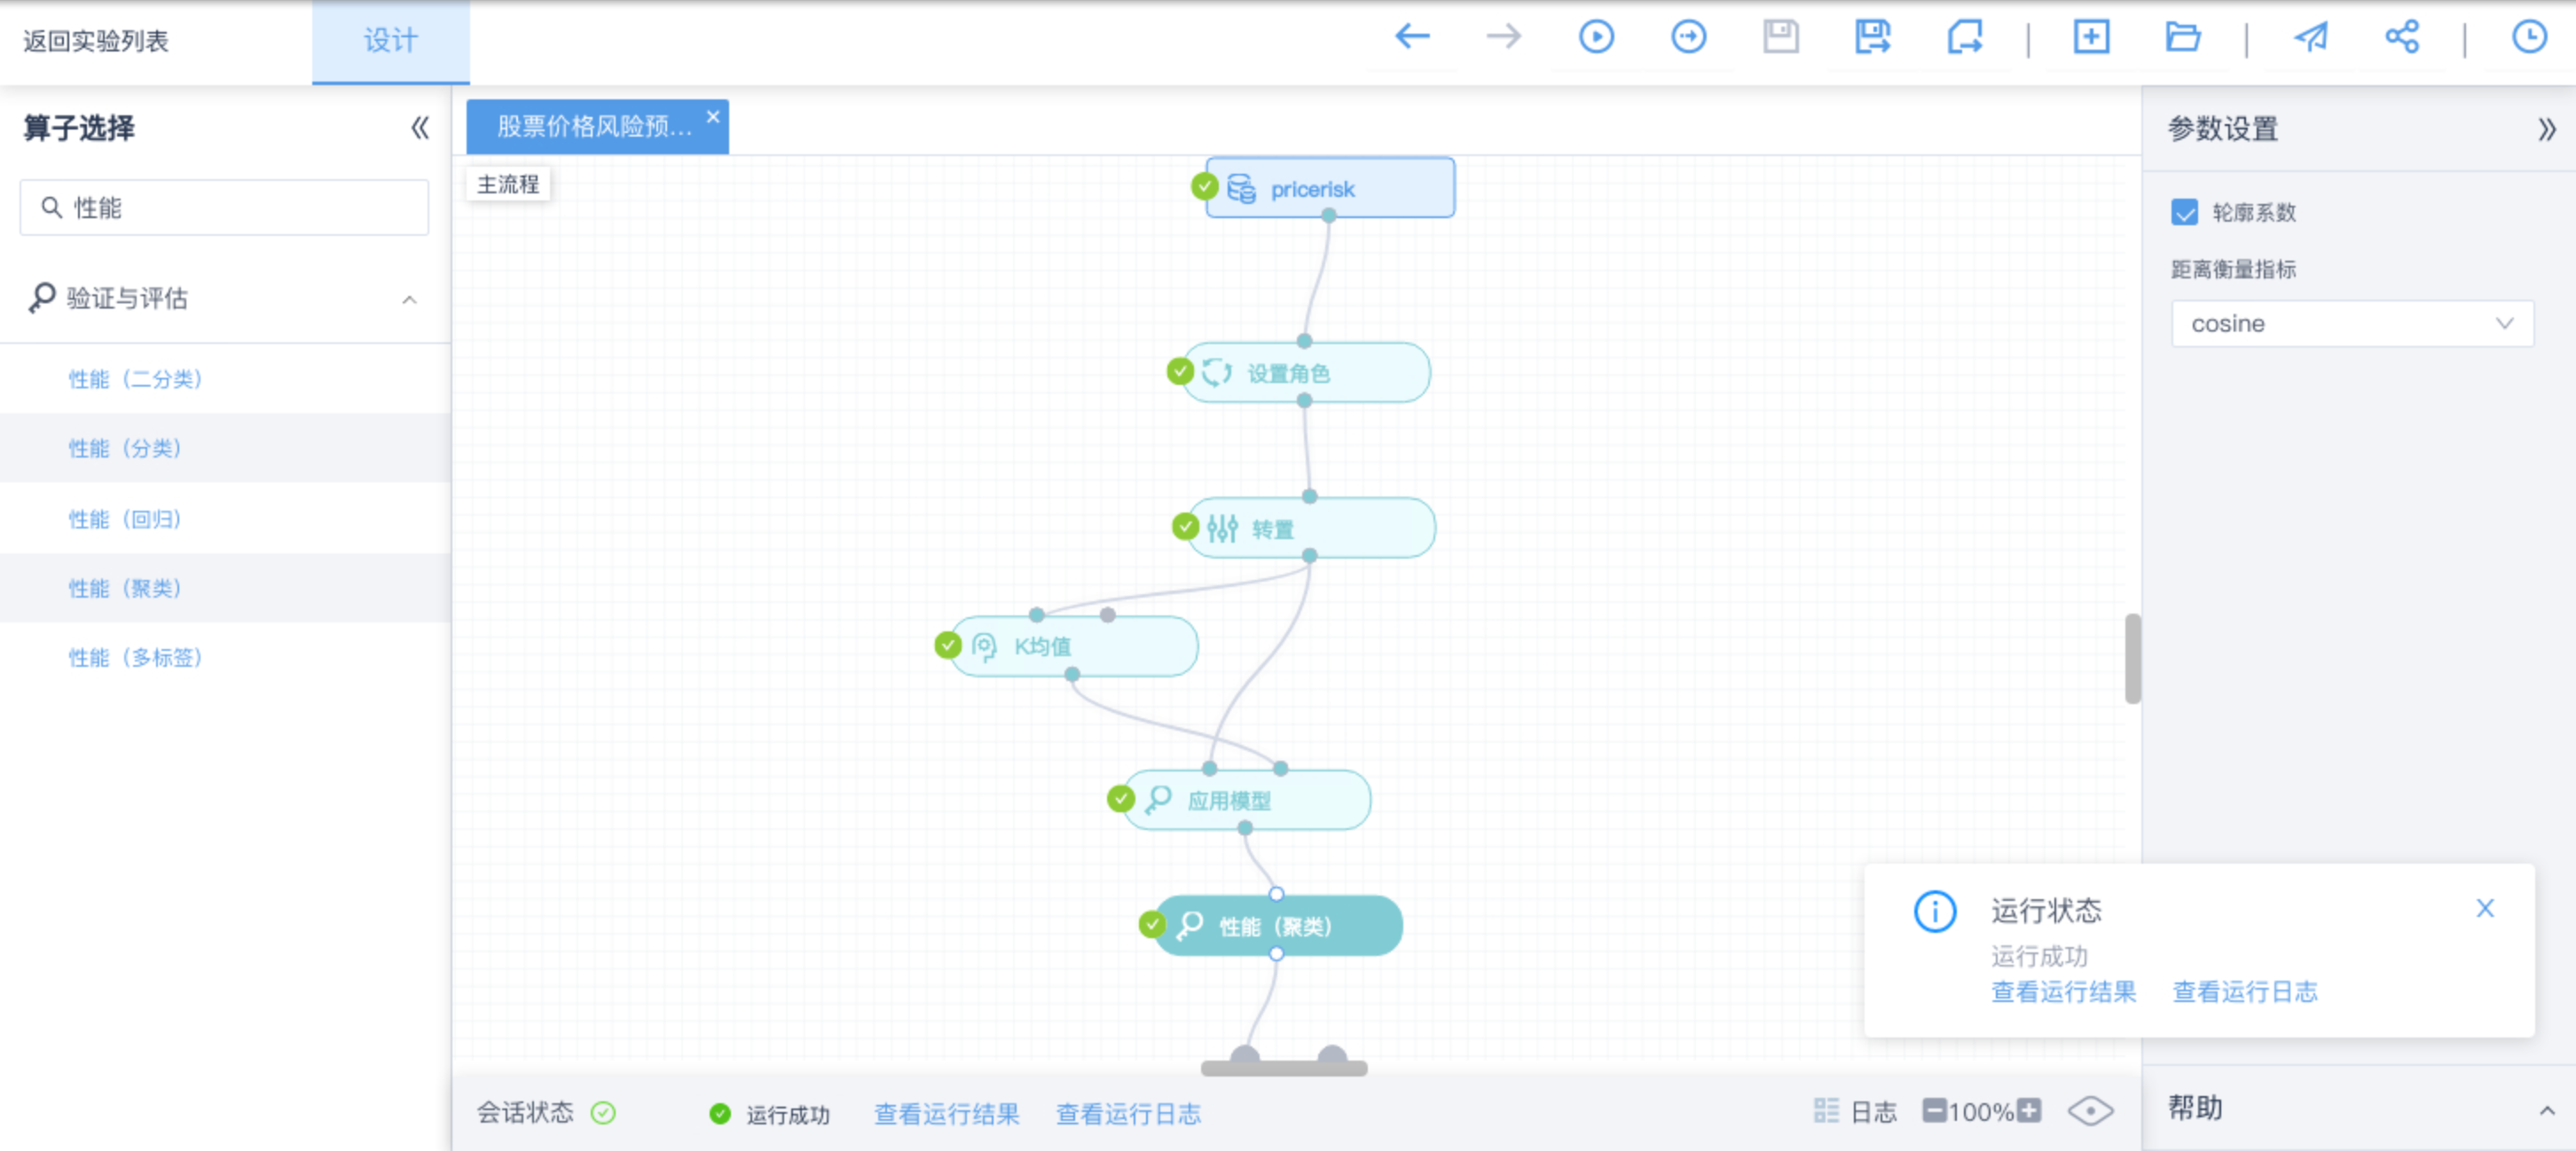 返回实验列表
设计
算子选择
性能
验证与评估
性能（二分类）
性能（分类）
性能（回归）
性能（聚类）
性能（多标签）
股票价格风险预...
主流程
pricerisk
设置角色
转置
K均值
应用模型
性能（聚类）
参数设置
轮廓系数
距离衡量指标
cosine
运行状态
运行成功
查看运行结果 查看运行日志
会话状态 运行成功 查看运行结果 查看运行日志 日志 100%
帮助